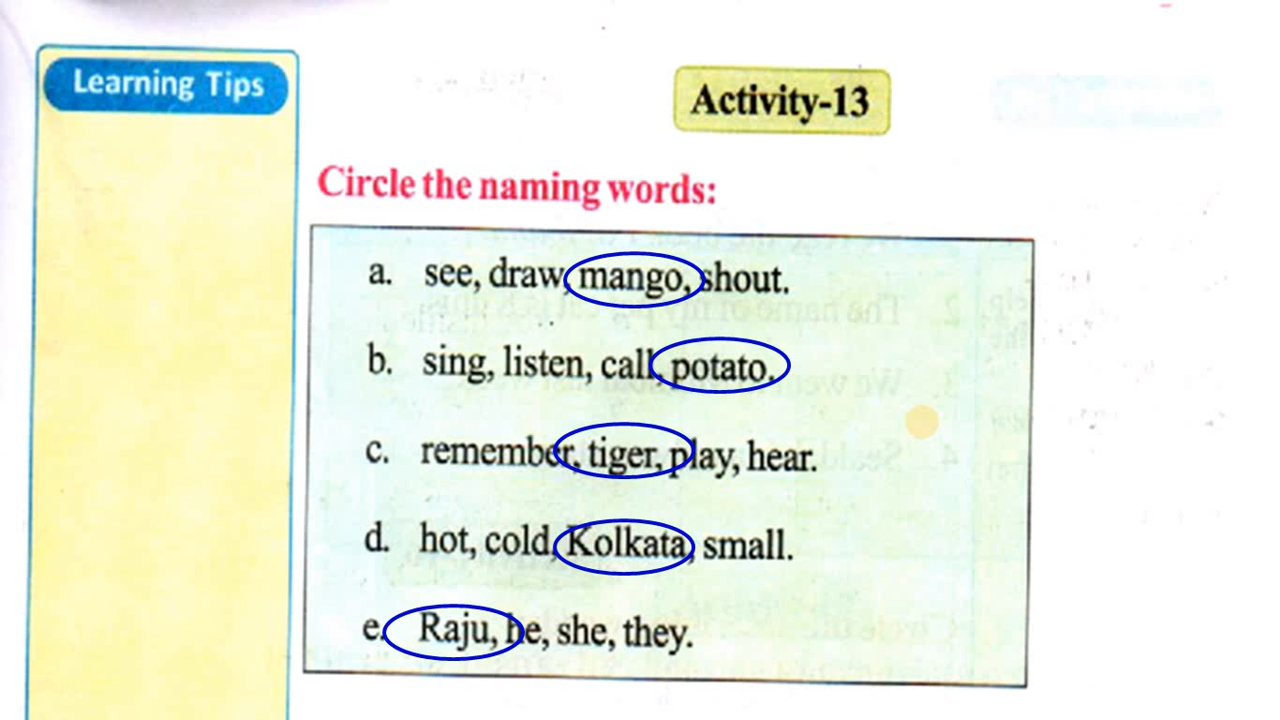 Learning Tips
Activity-13
Circle the naming words:
a. see, draw, mango, shout.
b. sing, listen, call, potato.
c. remember, tiger, play, hear.
d. hot, cold, Kolkata, small.
e. Raju, he, she, they.